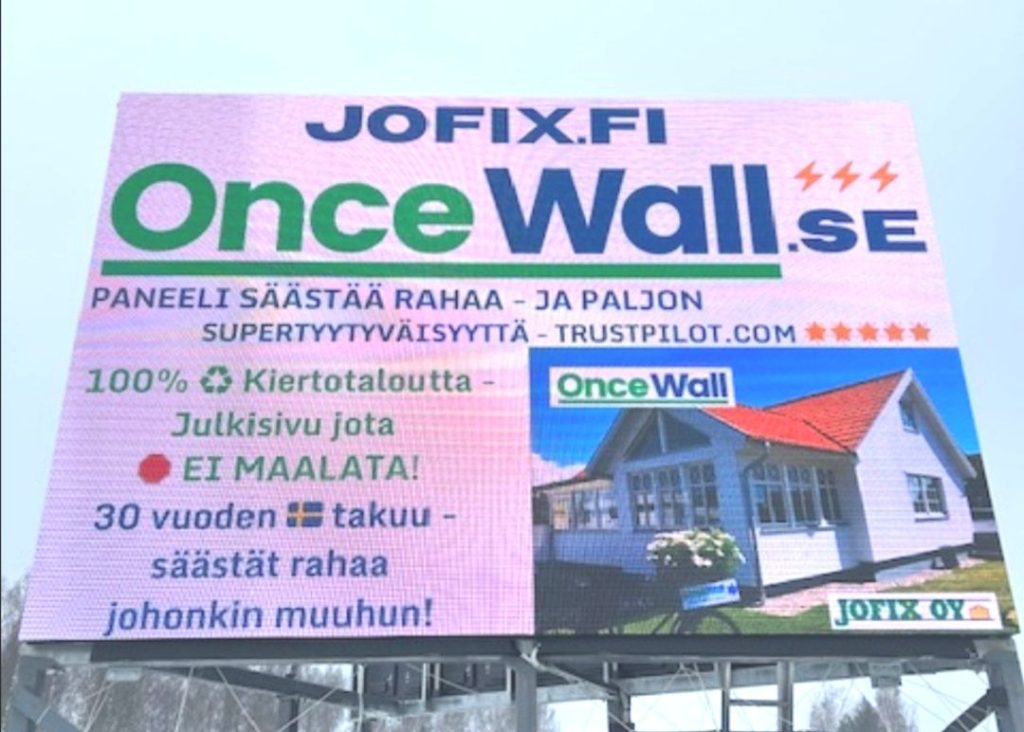 JOFIX.FI
OnceWall.SE
PANEELI SÄÄSTÄÄ RAHAA - JA PALJON
SUPERTYYTYVÄISYYTTÄ - TRUSTPILOT.COM
100% ♻ Kiertotaloutta -
Julkisivu jota
EI MAALATA!
30 vuoden 🇸🇪 takuu -
säästät rahaa
johonkin muuhun!
OnceWall
JOFIX OY